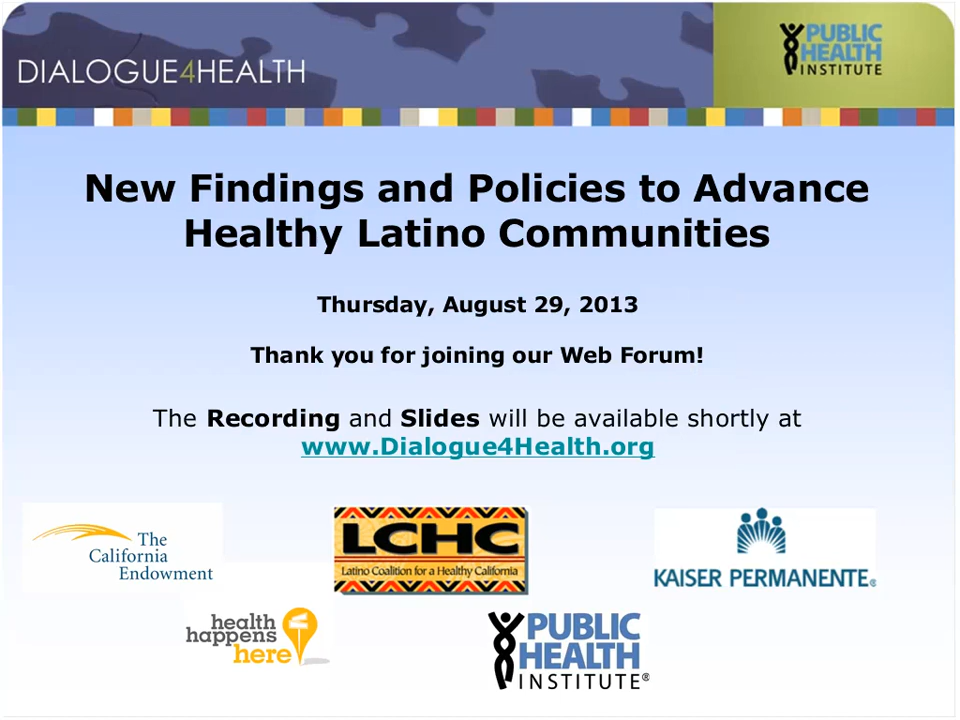 DIALOGUE4HEALTH
PUBLIC
HEALTH
INSTITUTE
New Findings and Policies to Advance
Healthy Latino Communities
Thursday, August 29, 2013
Thank you for joining our Web Forum!
The Recording and Slides will be available shortly at
www.Dialogue4Health.org
The
California
Endowment
LCHC
Latino Coalition for a Healthy California
KAISER PERMANENTE®
health
happens
here
PUBLIC
HEALTH
INSTITUTE®